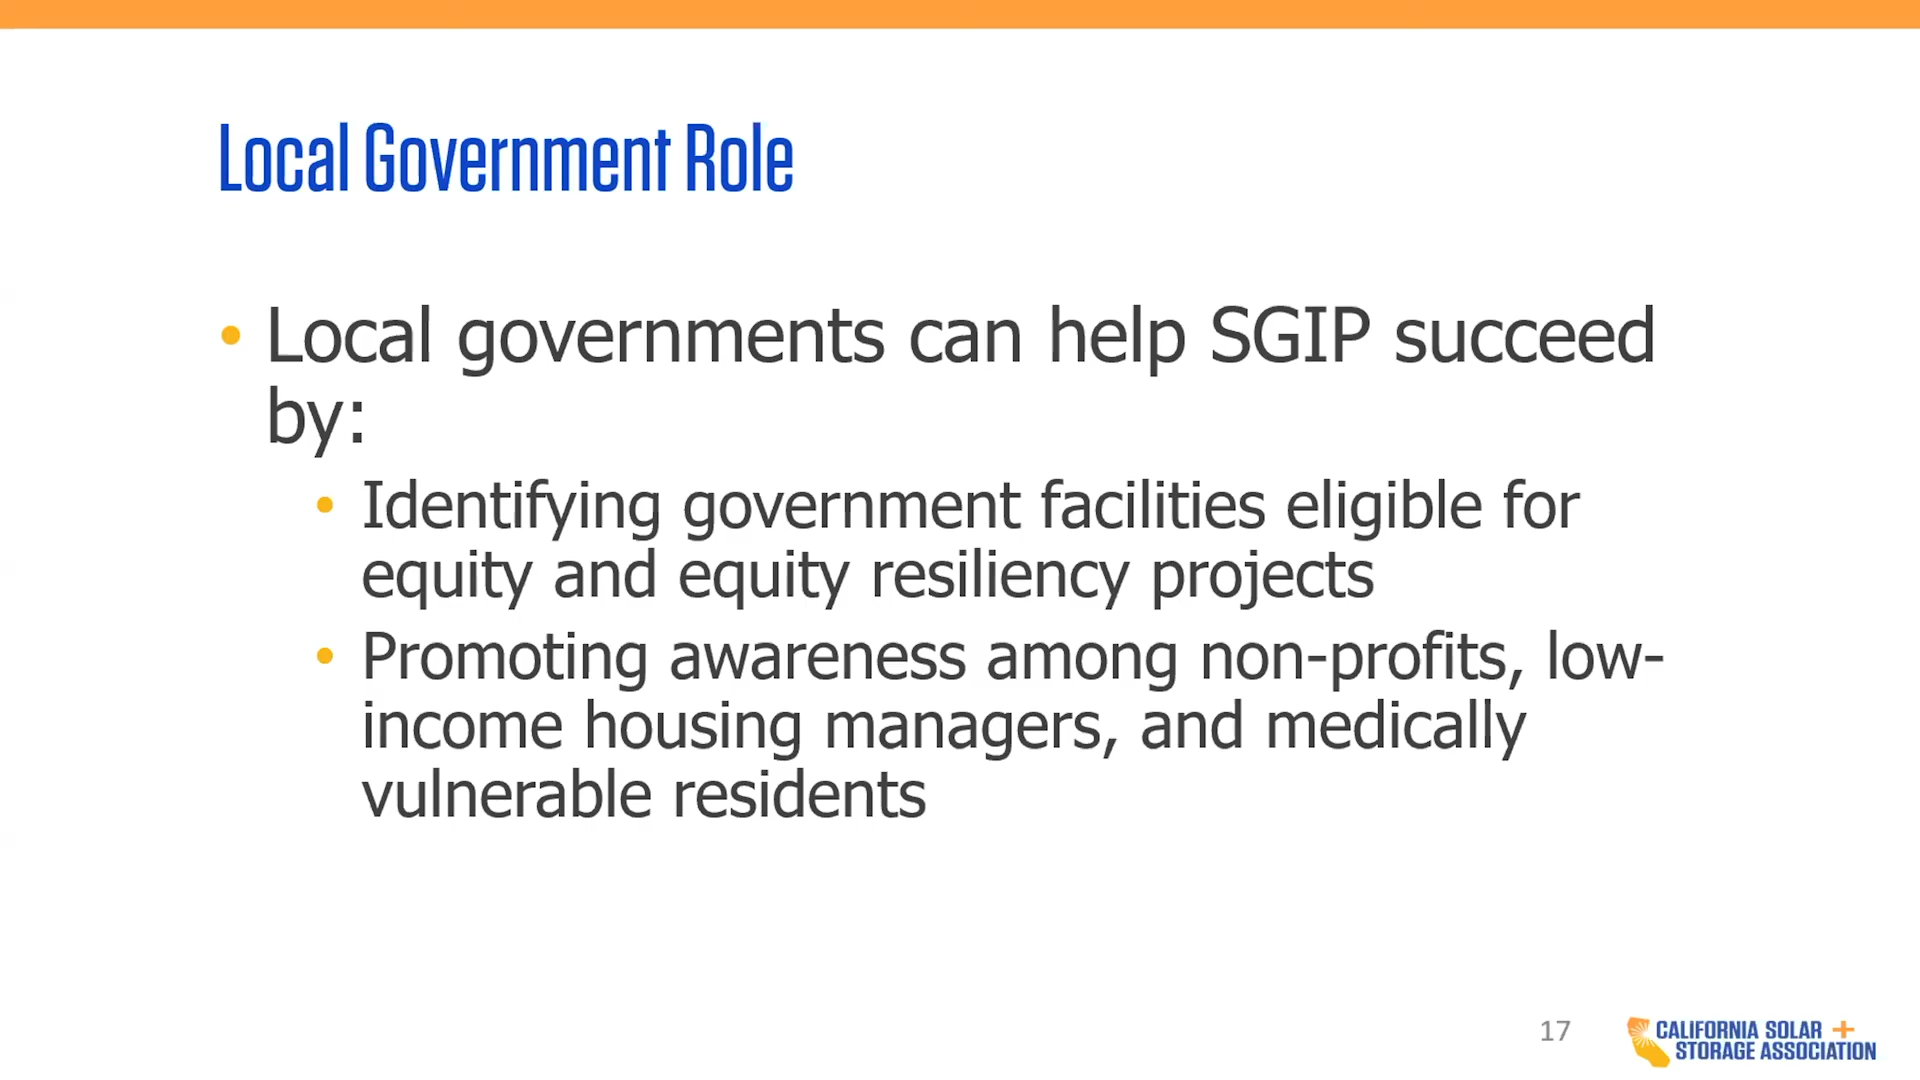 Local Government Role
• Local governments can help SGIP succeed
by:
• Identifying government facilities eligible for
equity and equity resiliency projects
• Promoting awareness among non-profits, low-
income housing managers, and medically
vulnerable residents
17
CALIFORNIA SOLAR +
STORAGE ASSOCIATION